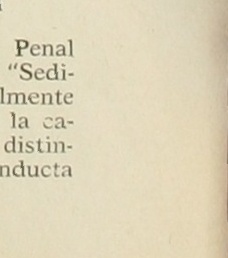 Penal
"Sedi-
lmente
la ca-
distin-
nducta